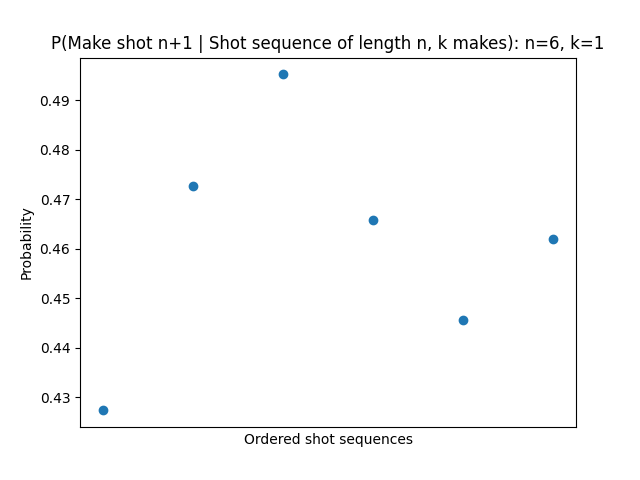 P(Make shot n+1 | Shot sequence of length n, k makes): n=6, k=1
0.49
0.48
0.47
0.46
0.45
0.44
0.43
Probability
Ordered shot sequences